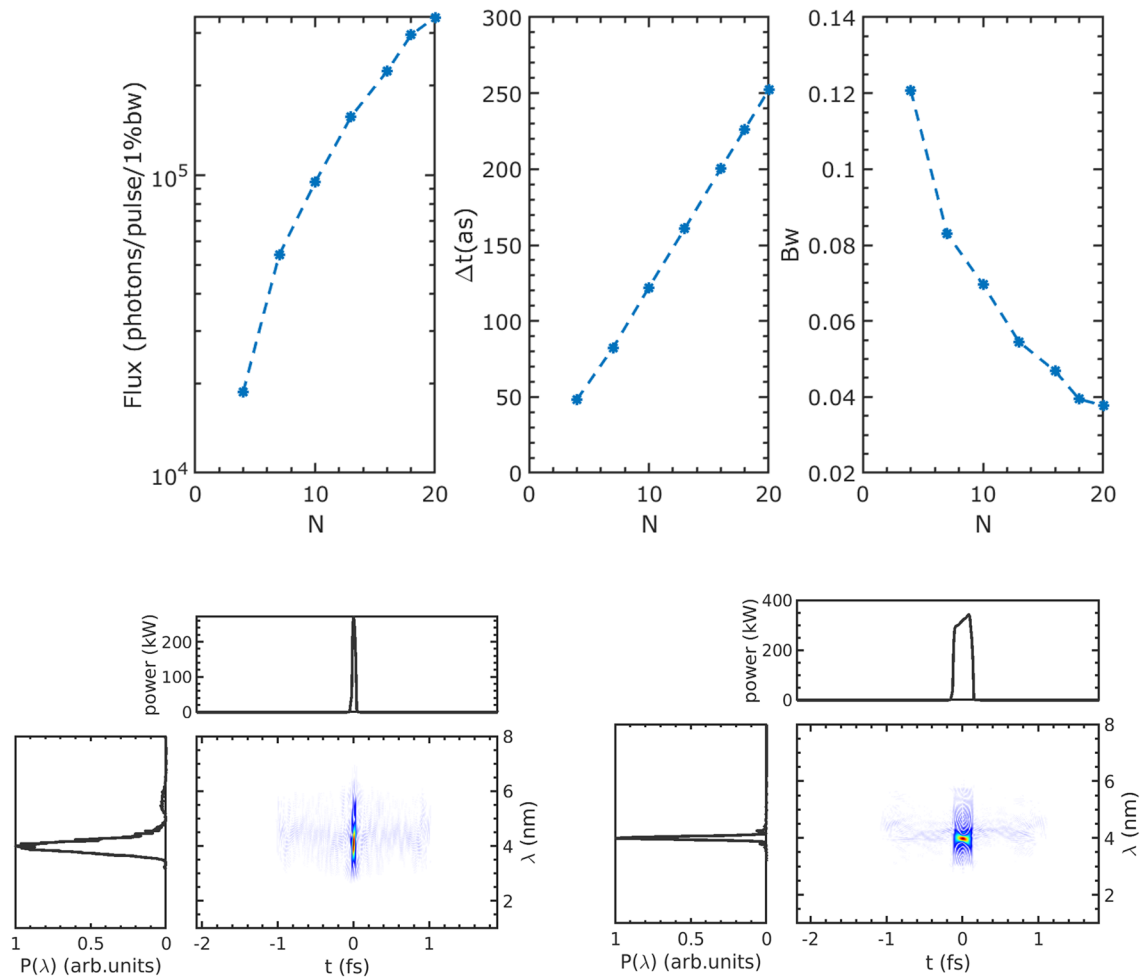 Flux (photons/pulse/1%bw)
10^5
10^4
0 10 20
N
Δt(as)
300
250
200
150
100
50
0
0 10 20
N
Bw
0.14
0.12
0.1
0.08
0.06
0.04
0.02
0 10 20
N
power (kW)
200
100
0
8
6
4
2
λ (nm)
1 0.5 0
P(λ) (arb.units)
-2 -1 0 1
t (fs)
power (kW)
400
200
0
8
6
4
2
λ (nm)
1 0.5 0
P(λ) (arb.units)
-2 -1 0 1
t (fs)